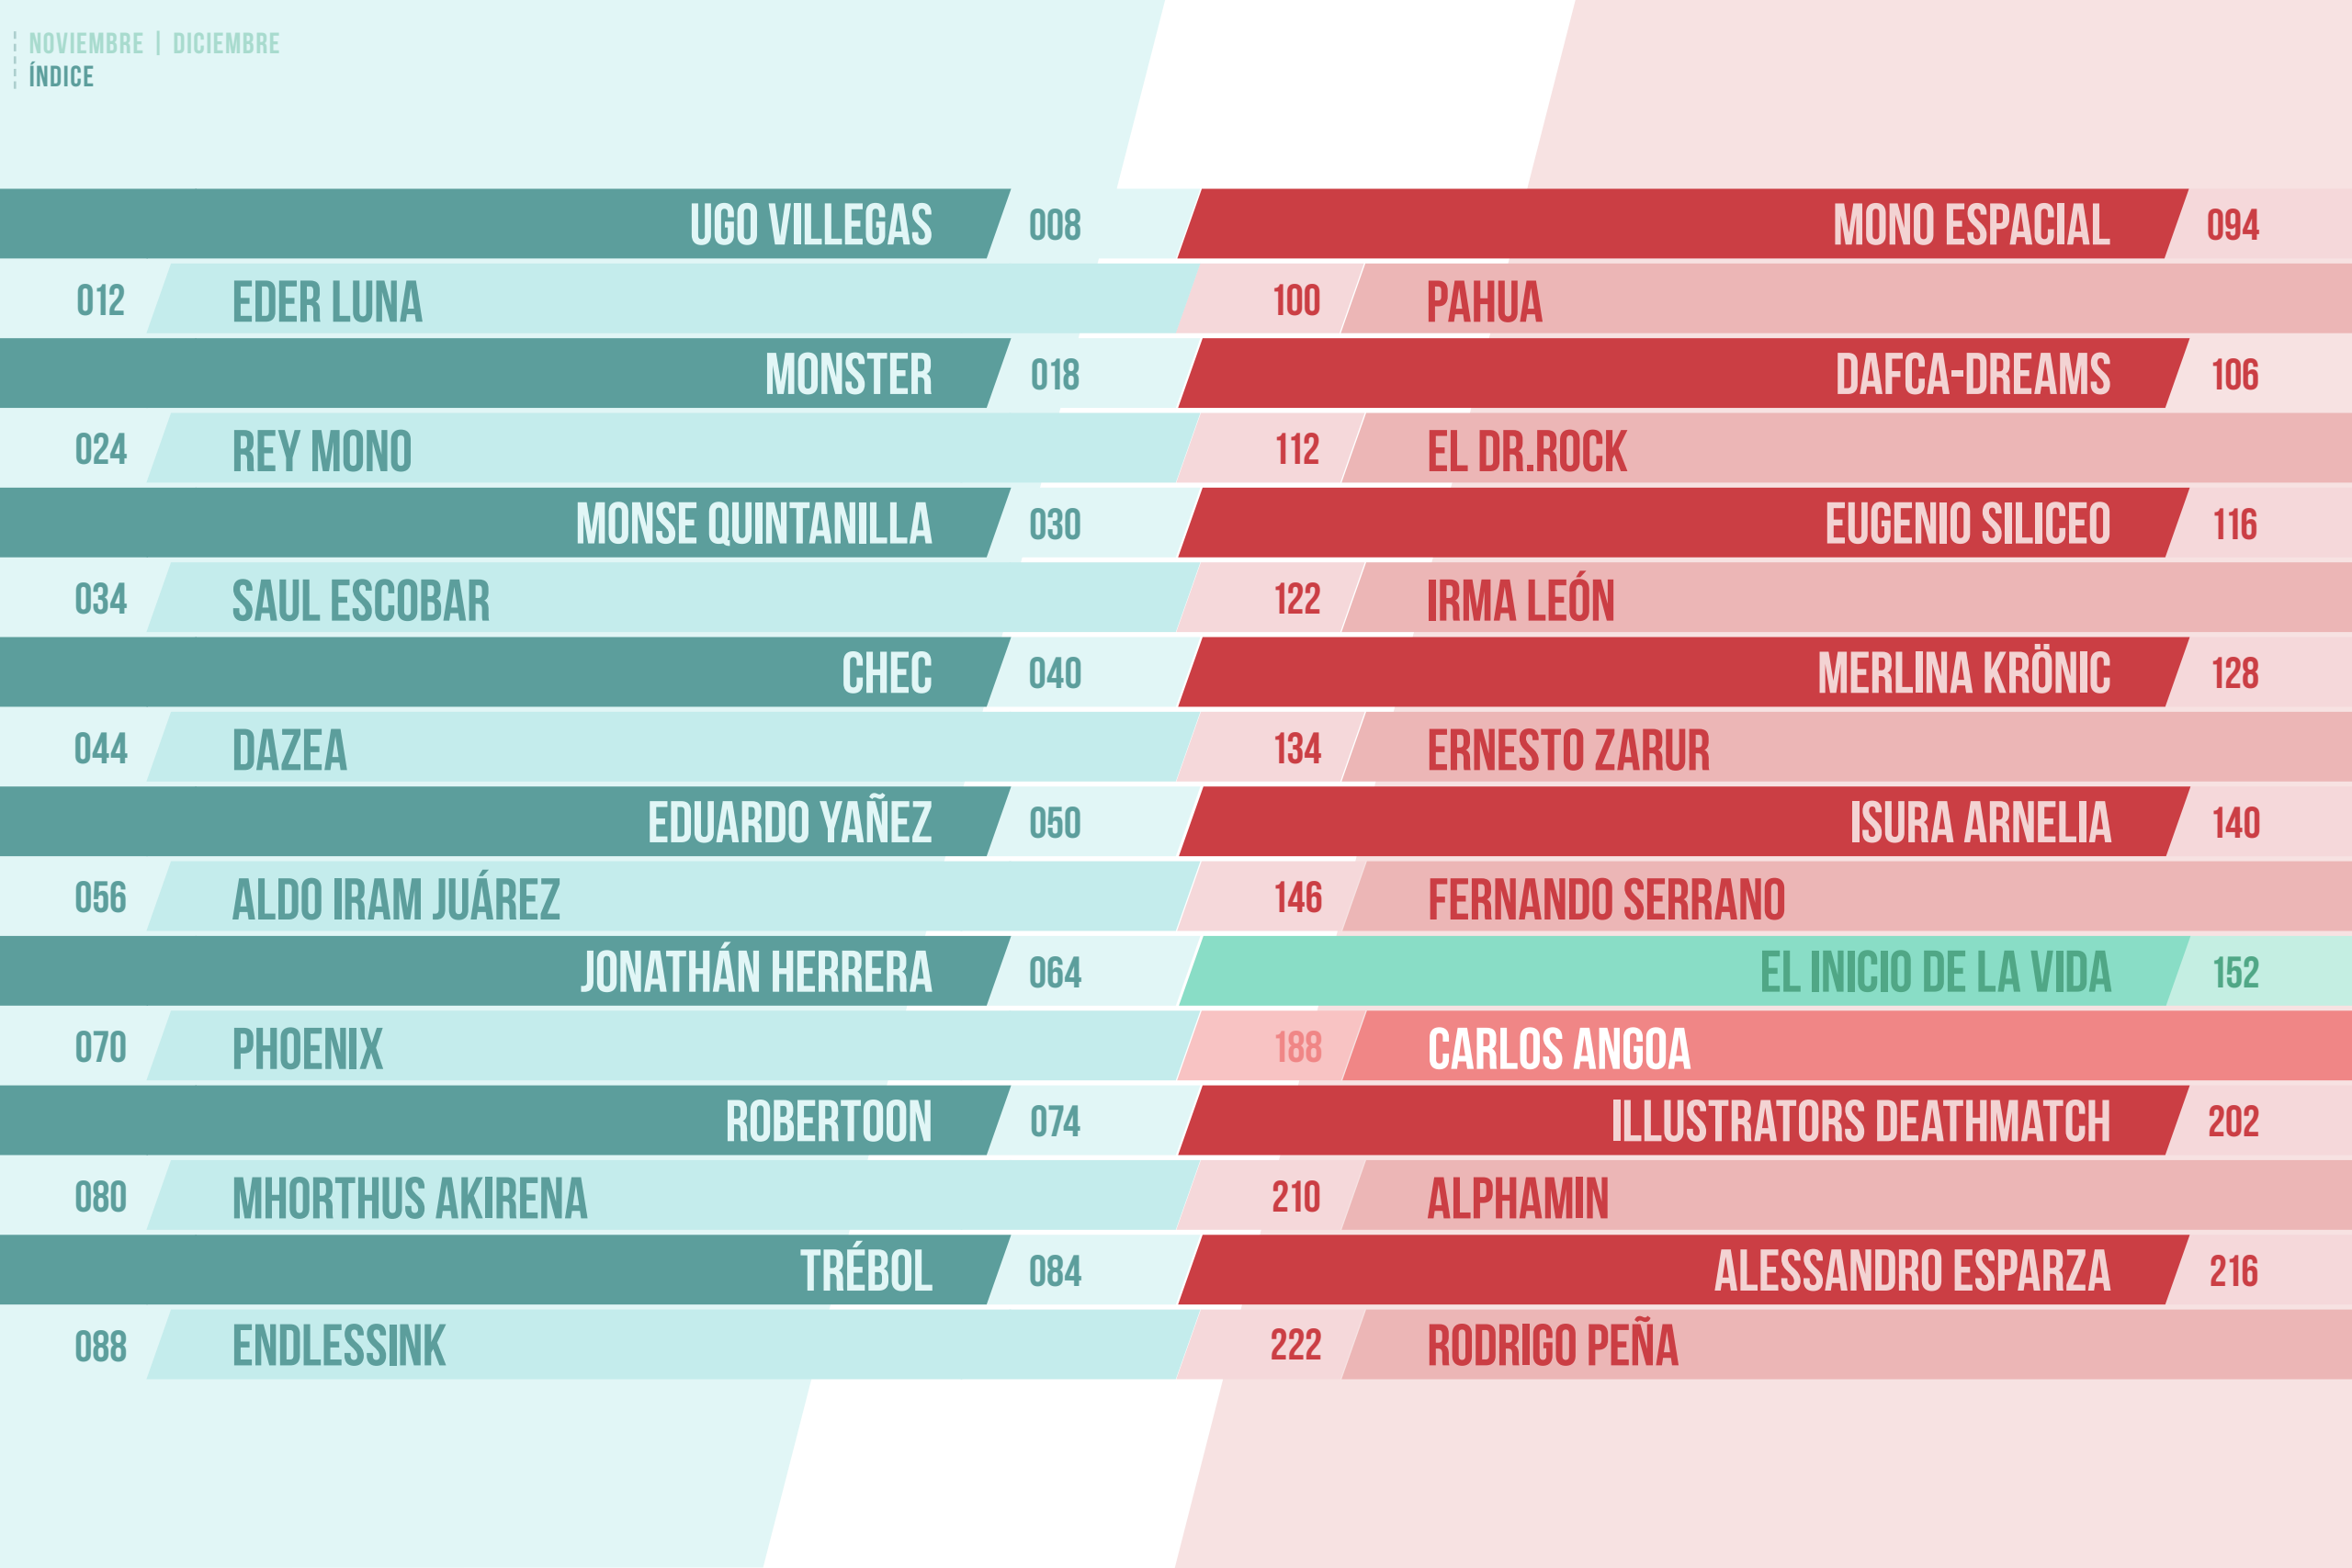 NOVIEMBRE | DICIEMBRE
ÍNDICE
UGO VILLEGAS 008
012 EDER LUNA
MONSTER 018
024 REY MONO
MONSE QUINTANILLA 030
034 SAUL ESCOBAR
CHEC 040
044 DAZEA
EDUARDO YAÑEZ 050
056 ALDO IRAM JUÁREZ
JONATHÁN HERRERA 064
070 PHOENIX
ROBERTOON 074
080 MHORTHUS AKIRENA
TRÉBOL 084
088 ENDLESSINK
MONO ESPACIAL 094
100 PAHUA
DAFCA-DREAMS 106
112 EL DR.ROCK
EUGENIO SILICEO 116
122 IRMA LEÓN
MERLINA KRÖNIC 128
134 ERNESTO ZARUR
ISURA ARNELIA 140
146 FERNANDO SERRANO
EL INICIO DE LA VIDA 152
188 CARLOS ANGOA
ILLUSTRATORS DEATHMATCH 202
210 ALPHAMIN
ALESSANDRO ESPARZA 216
222 RODRIGO PEÑA